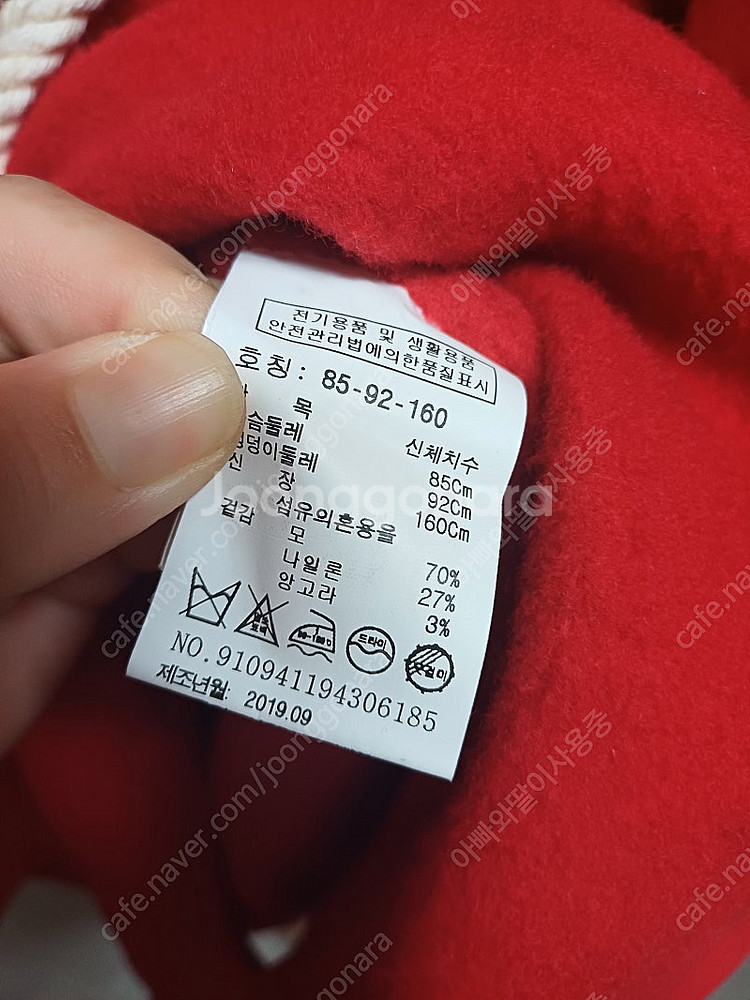 전기용품 및 생활용품
안전관리법에의한품질표시
호칭: 85-92-160
목 신체치수
슴둘레 85Cm
덩이둘레 92Cm
장 160Cm
섬유의혼용율
겉감 모 70%
나일론 27%
앙고라 3%
드라이
NO.910941194306185
제조년월: 2019.09
Joonggonara
cafe.naver.com/joonggonara
아빠와딸이사용중